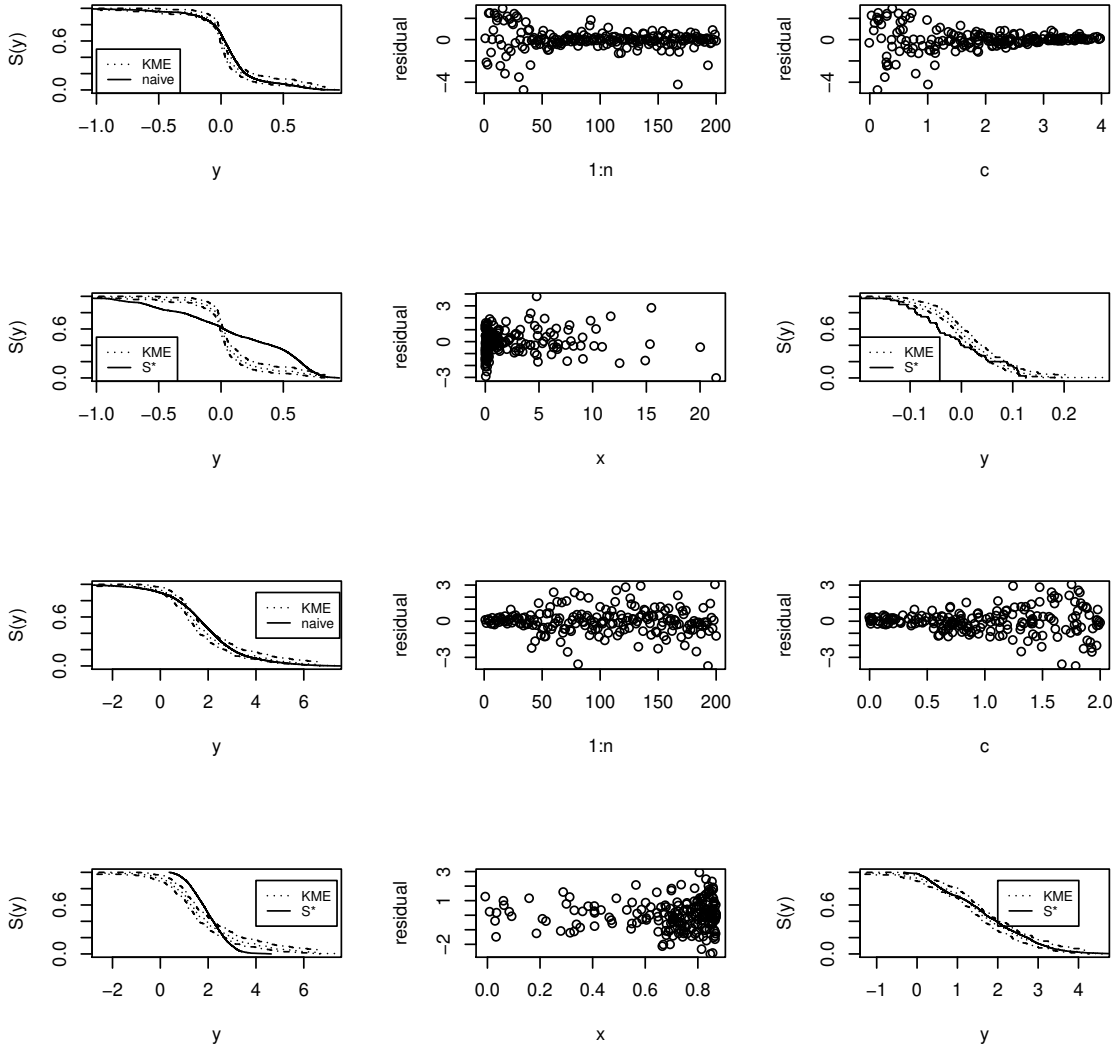 S(y)
0.0 0.6
KME
naive
−1.0 −0.5 0.0 0.5
y
residual
−4 0
0 50 100 150 200
1:n
residual
−4 0
0 1 2 3 4
c
S(y)
0.0 0.6
KME
S*
−1.0 −0.5 0.0 0.5
y
residual
−3 0 3
0 5 10 15 20
x
S(y)
0.0 0.6
KME
S*
−0.1 0.0 0.1 0.2
y
S(y)
0.0 0.6
KME
naive
−2 0 2 4 6
y
residual
−3 0 3
0 50 100 150 200
1:n
residual
−3 0 3
0.0 0.5 1.0 1.5 2.0
c
S(y)
0.0 0.6
KME
S*
−2 0 2 4 6
y
residual
−2 1 3
0.0 0.2 0.4 0.6 0.8
x
S(y)
0.0 0.6
KME
S*
−1 0 1 2 3 4
y